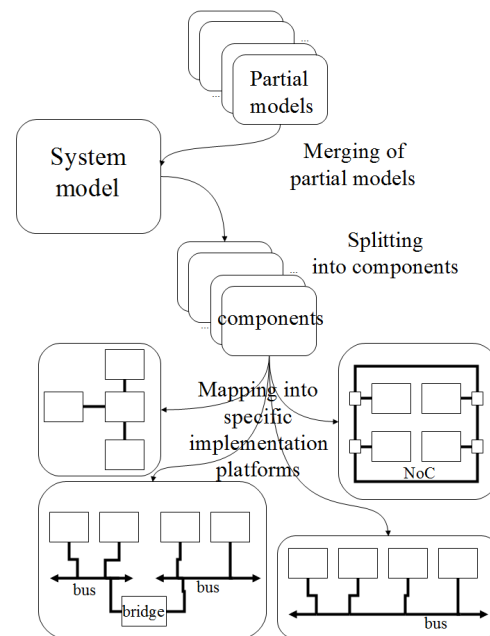 ...
Partial
models
...
Merging of
partial models
System
model
Splitting
into components
...
components
...
Mapping into
specific
implementation
platforms
NoC
bus
bus
bridge
bus